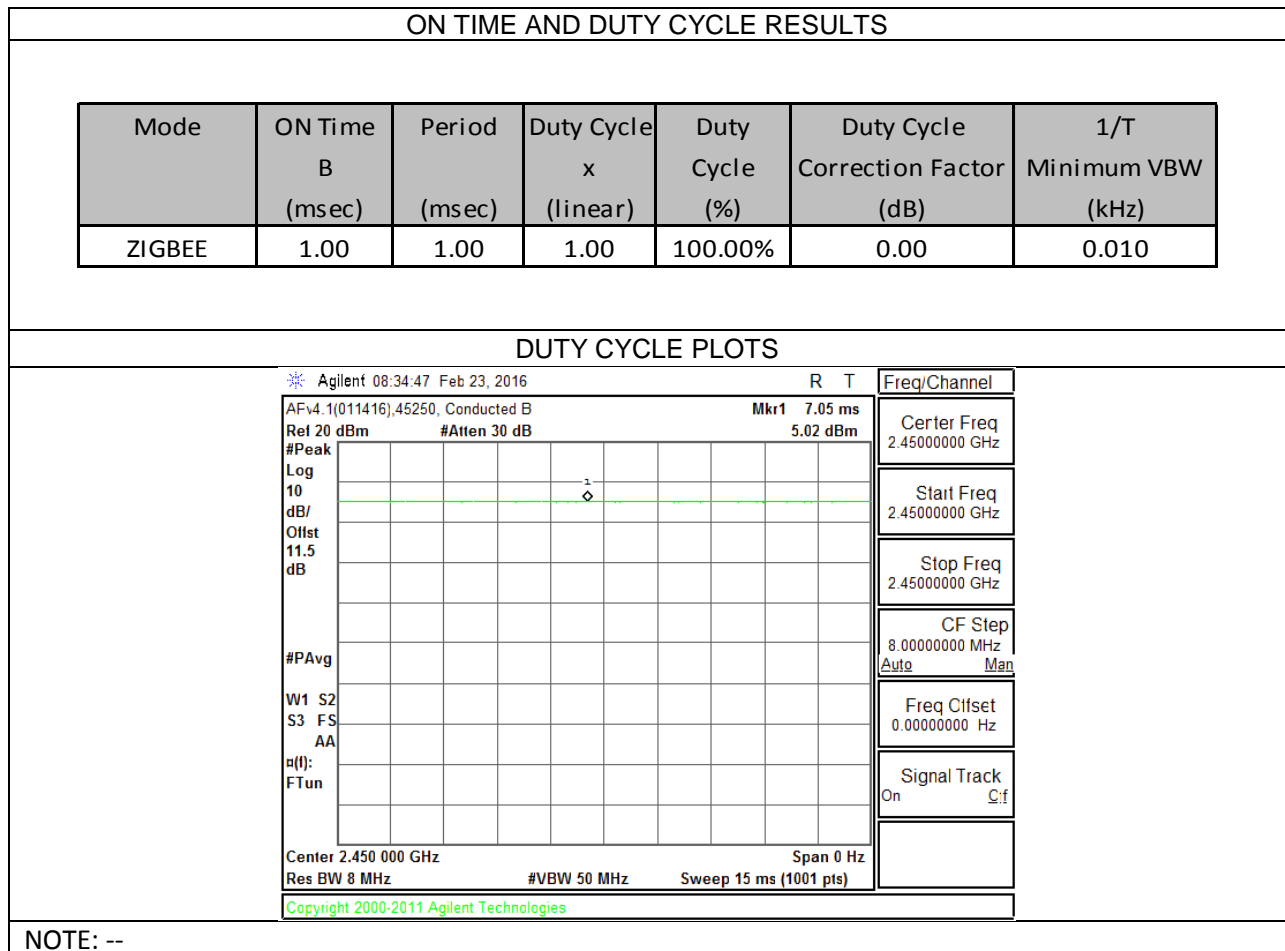 ON TIME AND DUTY CYCLE RESULTS
Mode ON Time Period Duty Cycle Duty Duty Cycle 1/T
B x Cycle Correction Factor Minimum VBW
(msec) (msec) (linear) (%) (dB) (kHz)
ZIGBEE 1.00 1.00 1.00 100.00% 0.00 0.010
DUTY CYCLE PLOTS
Agilent 08:34:47 Feb 23, 2016 R T
AFv4.1(011416),45250, Conducted B Mkr1 7.05 ms
Ref 20 dBm #Atten 30 dB 5.02 dBm
#Peak
Log
10
dB/
Offst
11.5
dB
1
#PAvg
W1 S2
S3 FS
AA
¤(f):
FTun
Center 2.450 000 GHz Span 0 Hz
Res BW 8 MHz #VBW 50 MHz Sweep 15 ms (1001 pts)
Copyright 2000-2011 Agilent Technologies
Freq/Channel
Center Freq
2.45000000 GHz
Start Freq
2.45000000 GHz
Stop Freq
2.45000000 GHz
CF Step
8.00000000 MHz
Auto Man
Freq Offset
0.00000000 Hz
Signal Track
On Off
NOTE: --